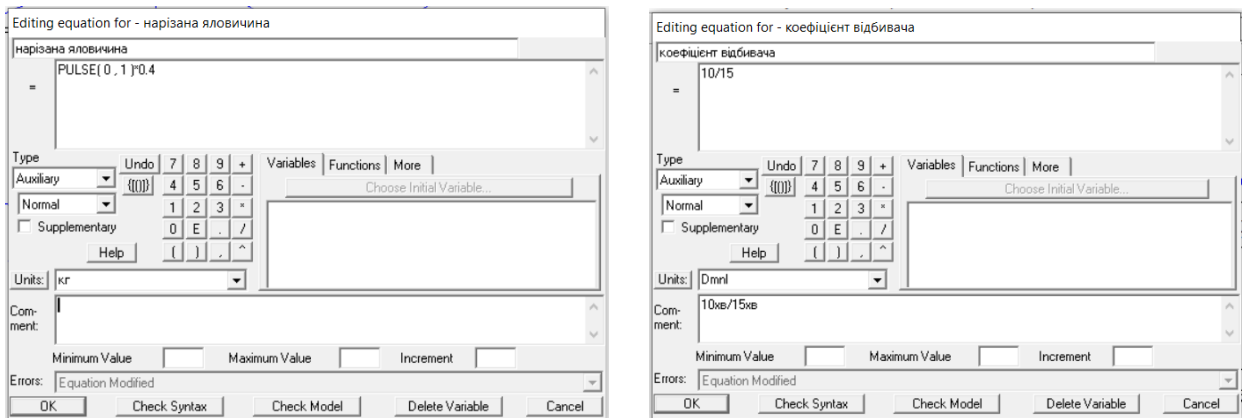 Editing equation for - нарізана яловичина
нарізана яловичина
=
PULSE( 0 , 1 )*0.4
Type
Auxiliary
Normal
Supplementary
Help
Undo 7 8 9 +
{[()]} 4 5 6 -
1 2 3 *
0 E . /
( ) , ^
Variables Functions More
Choose Initial Variable...
Units: кг
Com-
ment:
Minimum Value Maximum Value Increment
Errors: Equation Modified
OK Check Syntax Check Model Delete Variable Cancel
Editing equation for - коефіцієнт відбивача
коефіцієнт відбивача
=
10/15
Type
Auxiliary
Normal
Supplementary
Help
Undo 7 8 9 +
{[()]} 4 5 6 -
1 2 3 *
0 E . /
( ) , ^
Variables Functions More
Choose Initial Variable...
Units: Dmnl
Com-
ment:
10хв/15хв
Minimum Value Maximum Value Increment
Errors: Equation Modified
OK Check Syntax Check Model Delete Variable Cancel